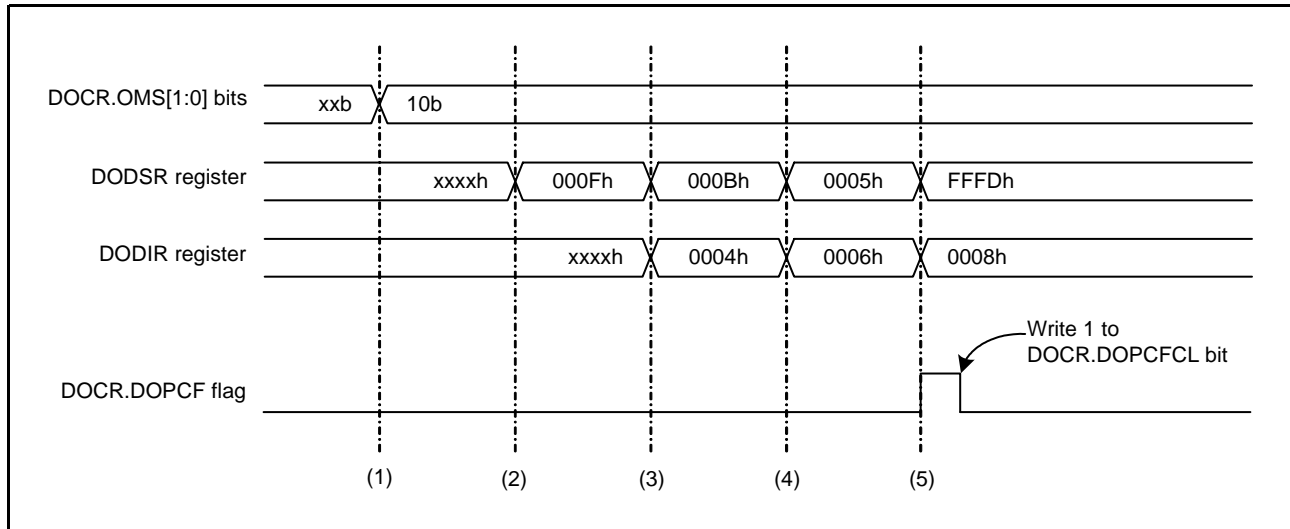 DOCR.OMS[1:0] bits
xxb
10b
DODSR register
xxxxh
000Fh
000Bh
0005h
FFFDh
DODIR register
xxxxh
0004h
0006h
0008h
Write 1 to
DOCR.DOPCFCL bit
DOCR.DOPCF flag
(1)
(2)
(3)
(4)
(5)